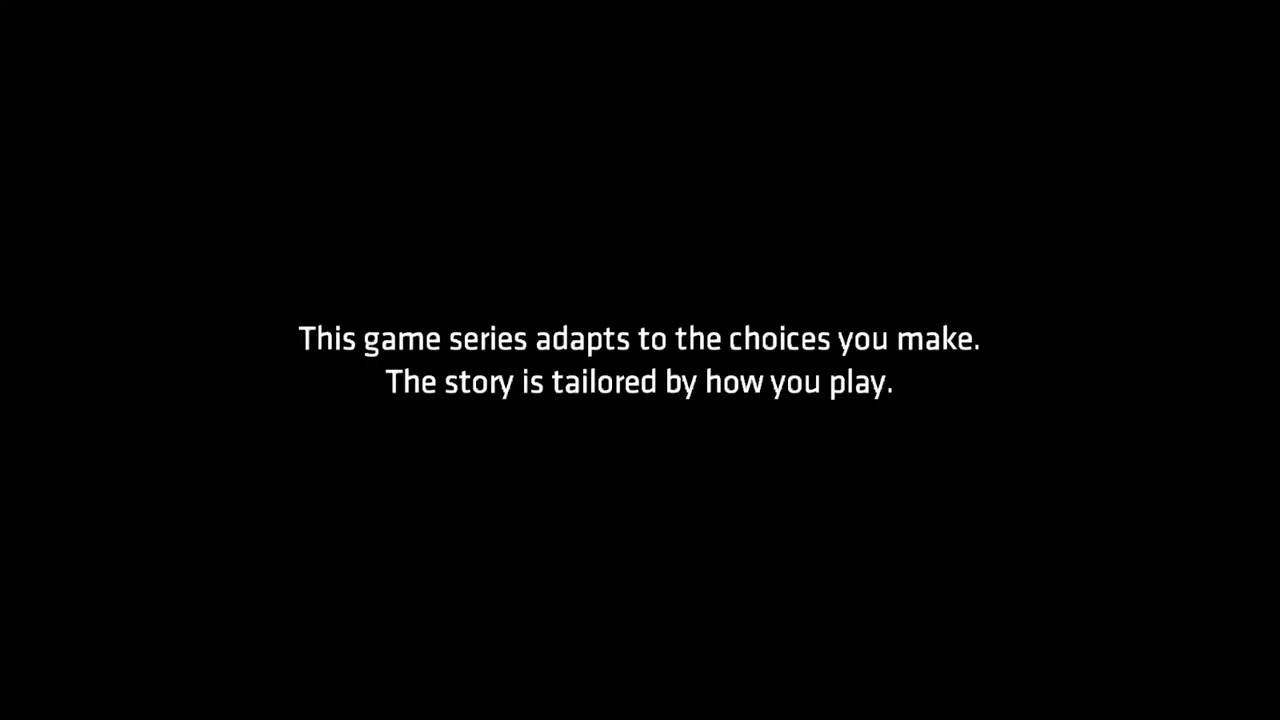 This game series adapts to the choices you make.
The story is tailored by how you play.